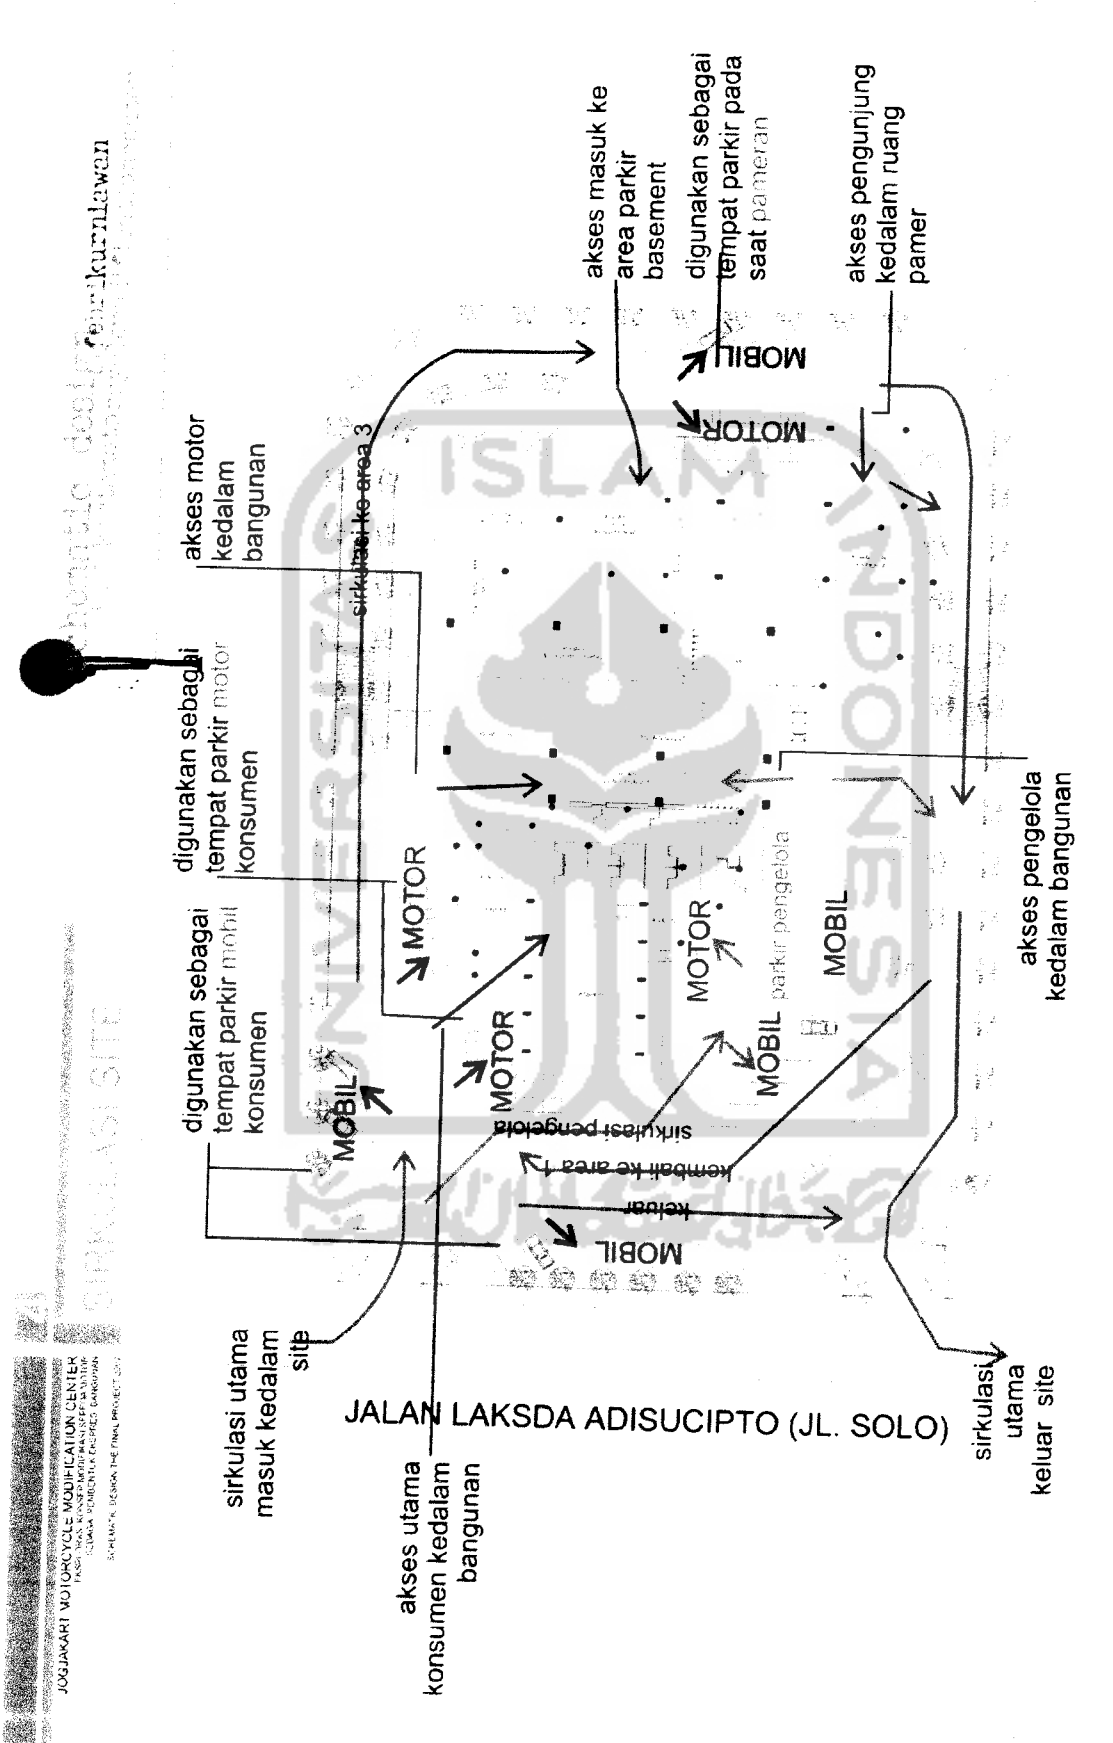 JOGJAKART MOTORCYCLE MODIFICATION CENTER
SIRKULASI SITE
febrikurniawan
digunakan sebagai
tempat parkir mobil
konsumen
digunakan sebagai
tempat parkir motor
konsumen
akses motor
kedalam
bangunan
akses masuk ke
area parkir
basement
digunakan sebagai
tempat parkir pada
saat pameran
akses pengunjung
kedalam ruang
pamer
sirkulasi ke area 3
MOBIL
MOTOR
MOTOR
MOTOR
MOBIL
MOTOR
MOBIL
parkir pengelola
MOBIL
sirkulasi pengelola
kembali ke area 1
keluar
MOBIL
sirkulasi utama
masuk kedalam
site
JALAN LAKSDA ADISUCIPTO (JL. SOLO)
akses utama
konsumen kedalam
bangunan
sirkulasi
utama
keluar site
akses pengelola
kedalam bangunan
UNIVERSITAS
ISLAM
INDONESIA